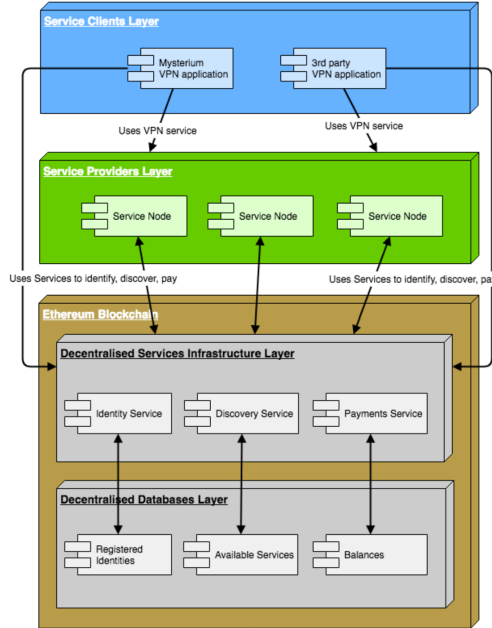 Service Clients Layer
Mysterium
VPN application
3rd party
VPN application
Uses VPN service
Uses VPN service
Service Providers Layer
Service Node
Service Node
Service Node
Uses Services to identify, discover, pay
Uses Services to identify, discover, pa
Ethereum Blockchain
Decentralised Services Infrastructure Layer
Identity Service
Discovery Service
Payments Service
Decentralised Databases Layer
Registered
Identities
Available Services
Balances